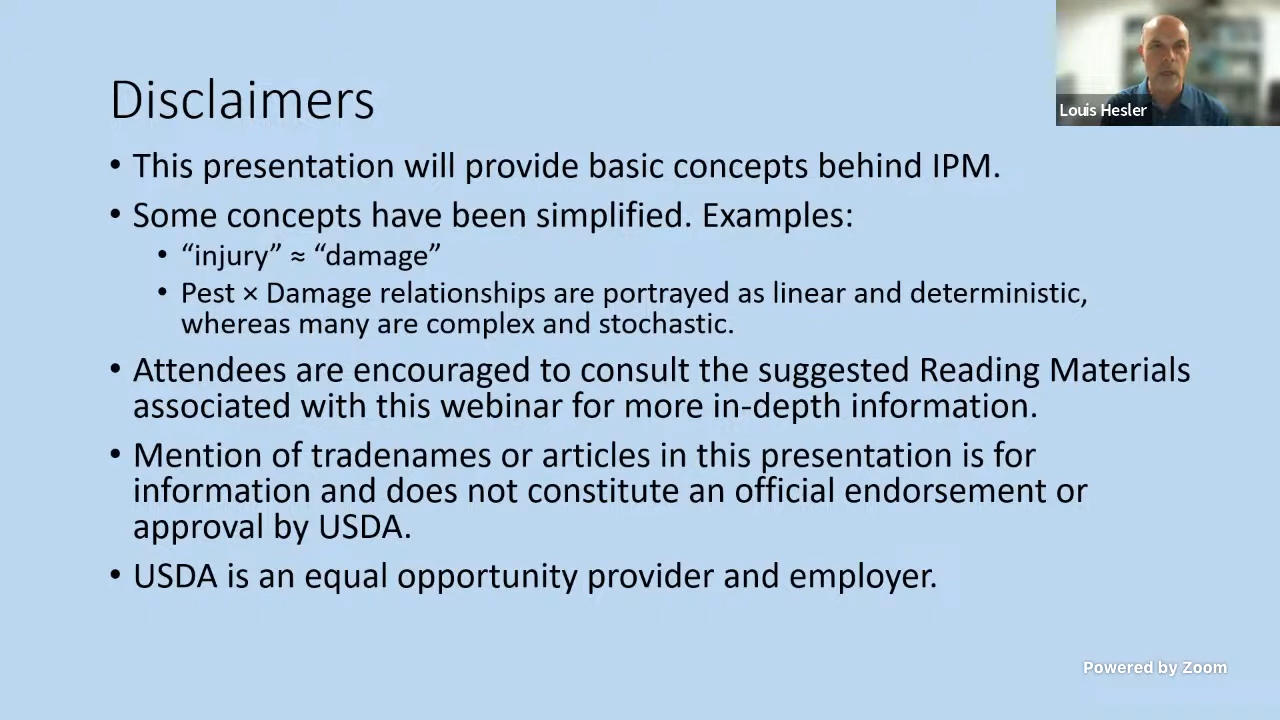 Disclaimers
Louis Hesler
• This presentation will provide basic concepts behind IPM.
• Some concepts have been simplified. Examples:
• “injury” ≈ “damage”
• Pest × Damage relationships are portrayed as linear and deterministic,
whereas many are complex and stochastic.
• Attendees are encouraged to consult the suggested Reading Materials
associated with this webinar for more in-depth information.
• Mention of tradenames or articles in this presentation is for
information and does not constitute an official endorsement or
approval by USDA.
• USDA is an equal opportunity provider and employer.
Powered by Zoom